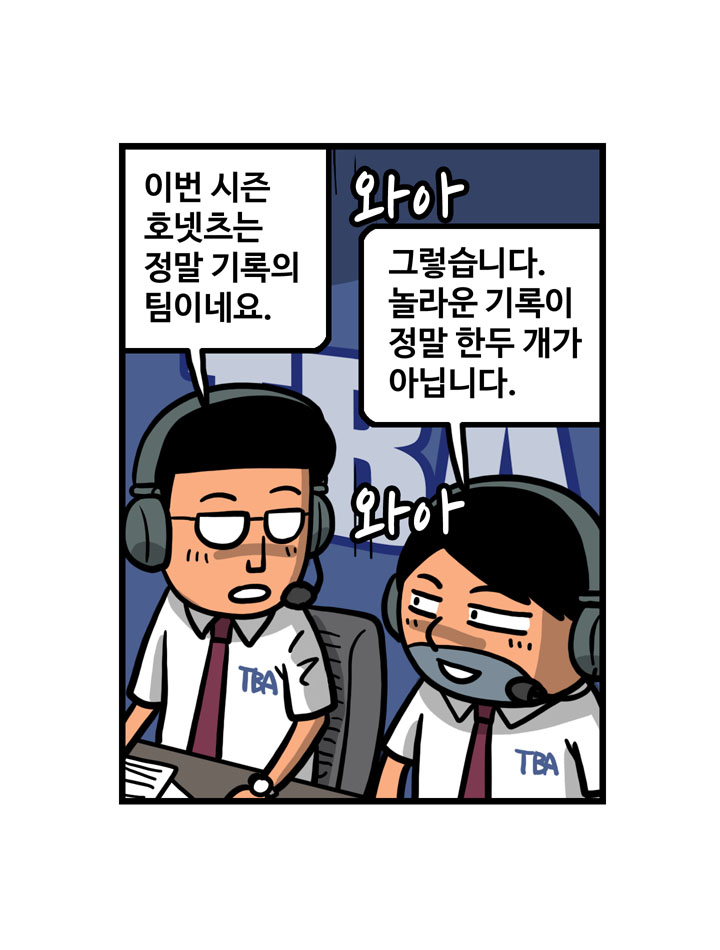 이번 시즌
호넷츠는
정말 기록의
팀이네요.
와아
그렇습니다.
놀라운 기록이
정말 한두 개가
아닙니다.
TBA
와아
TBA
TBA